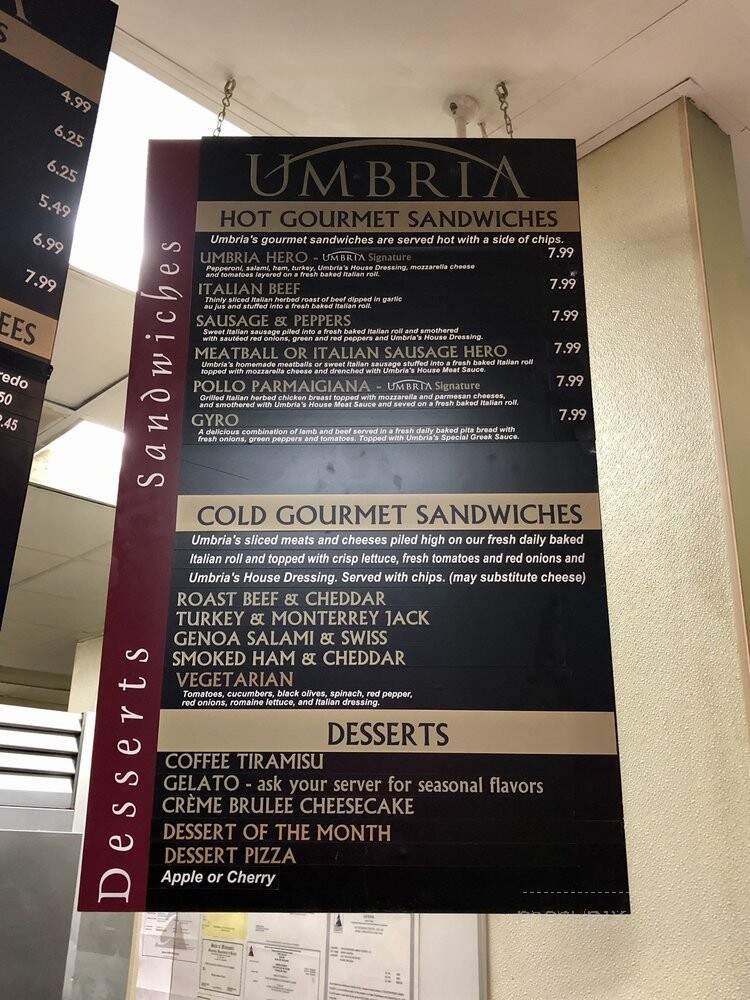 S
4.99
6.25
6.25
5.49
6.99
7.99
EES
redo
50
.45
Sandwiches
Desserts
UMBRIA
HOT GOURMET SANDWICHES
Umbria's gourmet sandwiches are served hot with a side of chips.
UMBRIA HERO - UMBRIA Signature 7.99
Pepperoni, salami, ham, turkey, Umbria's House Dressing, mozzarella cheese
and tomatoes layered on a fresh baked Italian roll.
ITALIAN BEEF 7.99
Thinly sliced Italian herbed roast of beef dipped in garlic
au jus and stuffed into a fresh baked Italian roll.
SAUSAGE & PEPPERS 7.99
Sweet Italian sausage piled into a fresh baked Italian roll and smothered
with sautéed red onions, green and red peppers and Umbria's House Dressing.
MEATBALL OR ITALIAN SAUSAGE HERO 7.99
Umbria's homemade meatballs or sweet Italian sausage stuffed into a fresh baked Italian roll
topped with mozzarella cheese and drenched with Umbria's House Meat Sauce.
POLLO PARMAIGIANA - UMBRIA Signature 7.99
Grilled Italian herbed chicken breast topped with mozzarella and parmesan cheeses,
and smothered with Umbria's House Meat Sauce and seved on a fresh baked Italian roll.
GYRO 7.99
A delicious combination of lamb and beef served in a fresh daily baked pita bread with
fresh onions, green peppers and tomatoes. Topped with Umbria's Special Greek Sauce.
COLD GOURMET SANDWICHES
Umbria's sliced meats and cheeses piled high on our fresh daily baked
Italian roll and topped with crisp lettuce, fresh tomatoes and red onions and
Umbria's House Dressing. Served with chips. (may substitute cheese)
ROAST BEEF & CHEDDAR
TURKEY & MONTERREY JACK
GENOA SALAMI & SWISS
SMOKED HAM & CHEDDAR
VEGETARIAN
Tomatoes, cucumbers, black olives, spinach, red pepper,
red onions, romaine lettuce, and Italian dressing.
DESSERTS
COFFEE TIRAMISU
GELATO - ask your server for seasonal flavors
CRÈME BRULEE CHEESECAKE
DESSERT OF THE MONTH
DESSERT PIZZA
Apple or Cherry